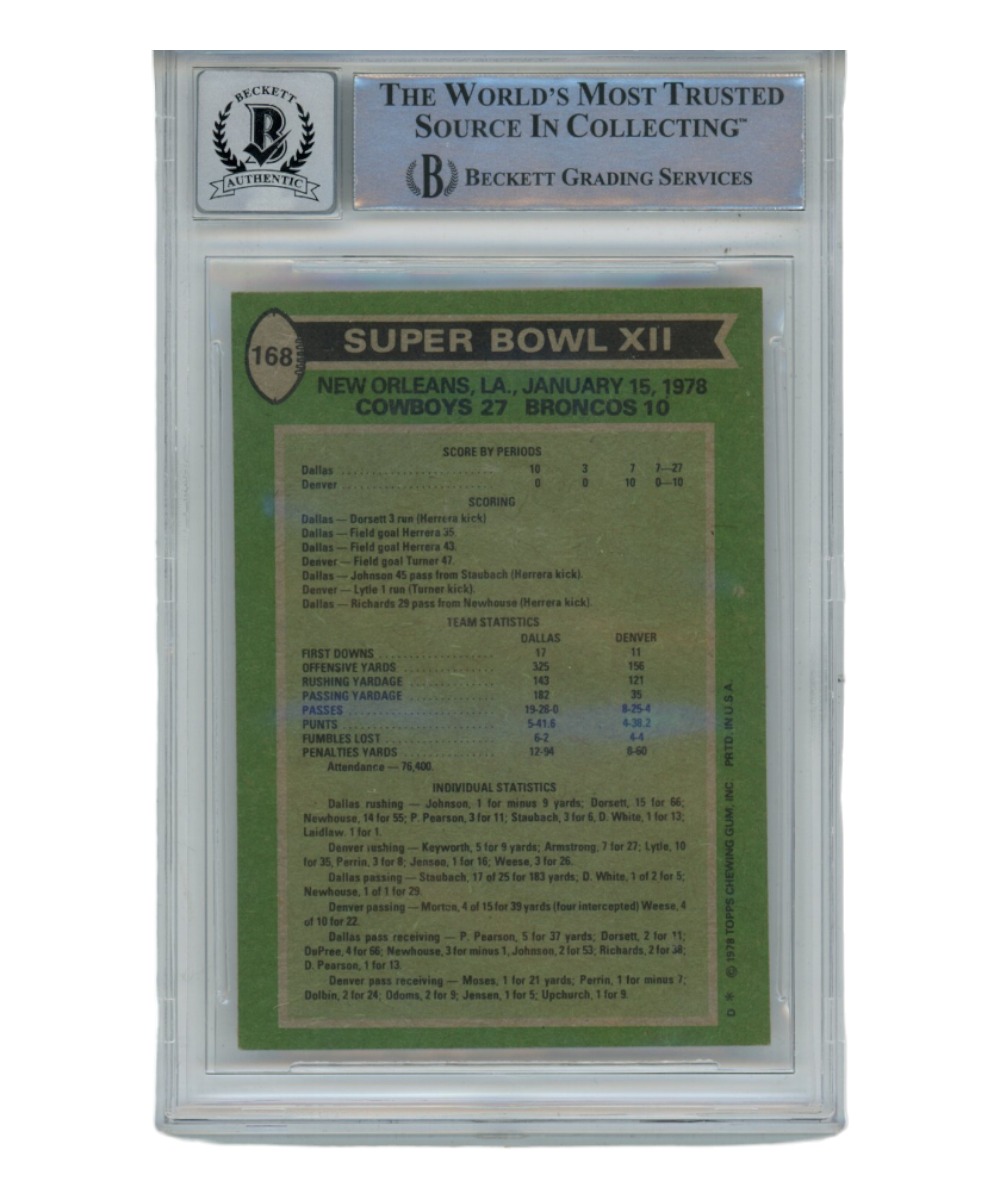 BECKETT
B
AUTHENTIC
THE WORLD'S MOST TRUSTED
SOURCE IN COLLECTING™
B BECKETT GRADING SERVICES
168
SUPER BOWL XII
NEW ORLEANS, LA., JANUARY 15, 1978
COWBOYS 27 BRONCOS 10
SCORE BY PERIODS
Dallas .......................... 10 3 7 7—27
Denver .......................... 0 0 10 0—10
SCORING
Dallas — Dorsett 3 run (Herrera kick)
Dallas — Field goal Herrera 35.
Dallas — Field goal Herrera 43.
Denver — Field goal Turner 47.
Dallas — Johnson 45 pass from Staubach (Herrera kick).
Denver — Lytle 1 run (Turner kick).
Dallas — Richards 29 pass from Newhouse (Herrera kick).
TEAM STATISTICS
DALLAS DENVER
FIRST DOWNS .................... 17 11
OFFENSIVE YARDS ................ 325 156
RUSHING YARDAGE ............... 143 121
PASSING YARDAGE ............... 182 35
PASSES ......................... 19-28-0 8-25-4
PUNTS .......................... 5-41.6 4-38.2
FUMBLES LOST ................... 6-2 4-4
PENALTIES YARDS ................ 12-94 8-60
Attendance — 76,400.
INDIVIDUAL STATISTICS
Dallas rushing — Johnson, 1 for minus 9 yards; Dorsett, 15 for 66;
Newhouse, 14 for 55; P. Pearson, 3 for 11; Staubach, 3 for 6, D. White, 1 for 13;
Laidlaw, 1 for 1.
Denver rushing — Keyworth, 5 for 9 yards; Armstrong, 7 for 27; Lytle, 10
for 35, Perrin, 3 for 8; Jensen, 1 for 16; Weese, 3 for 26.
Dallas passing — Staubach, 17 of 25 for 183 yards; D. White, 1 of 2 for 5;
Newhouse, 1 of 1 for 29.
Denver passing — Morton, 4 of 15 for 39 yards (four intercepted) Weese, 4
of 10 for 22.
Dallas pass receiving — P. Pearson, 5 for 37 yards; Dorsett, 2 for 11;
DuPree, 4 for 66; Newhouse, 3 for minus 1, Johnson, 2 for 53; Richards, 2 for 38;
D. Pearson, 1 for 13.
Denver pass receiving — Moses, 1 for 21 yards; Perrin, 1 for minus 7;
Dolbin, 2 for 24; Odoms, 2 for 9; Jensen, 1 for 5; Upchurch, 1 for 9.
D * © 1978 TOPPS CHEWING GUM, INC. PRTD. IN U.S.A.